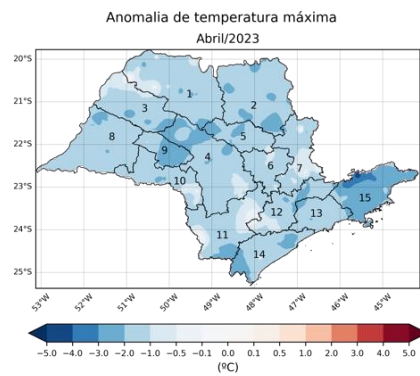 Anomalia de temperatura máxima
Abril/2023
20°S
21°S
22°S
23°S
24°S
25°S
1
2
3
5
8
9
4
6
7
10
15
12
13
11
14
53°W
52°W
51°W
50°W
49°W
48°W
47°W
46°W
45°W
−5.0 −4.0 −3.0 −2.0 −1.0 −0.5 −0.1 0.0 0.1 0.5 1.0 2.0 3.0 4.0 5.0
(ºC)